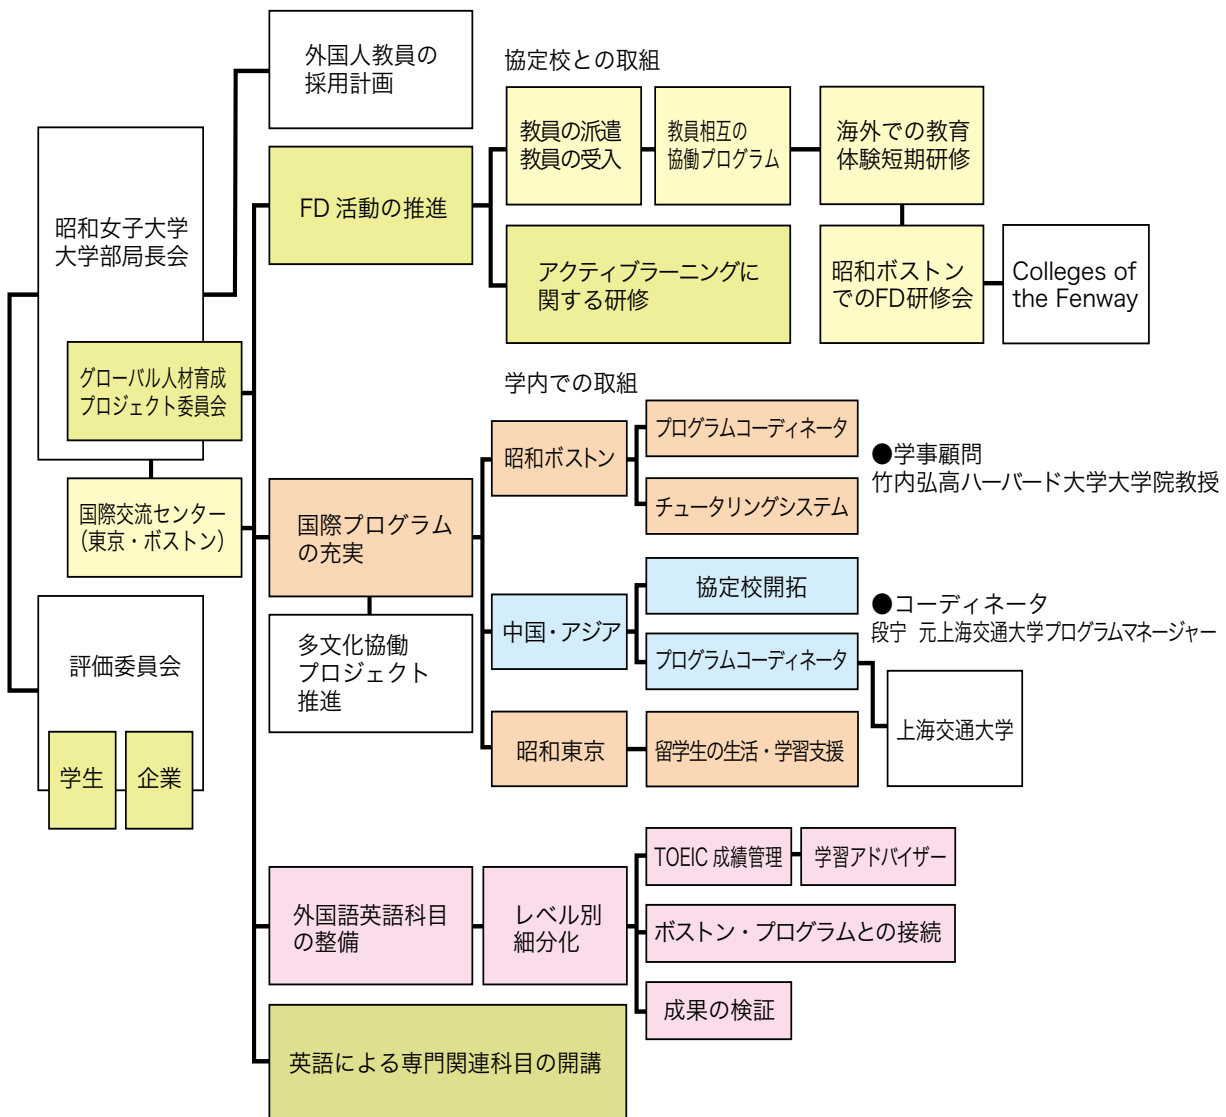 外国人教員の
採用計画
協定校との取組
教員の派遣
教員の受入
教員相互の
協働プログラム
海外での教育
体験短期研修
昭和女子大学
大学部局長会
FD 活動の推進
アクティブラーニングに
関する研修
昭和ボストン
でのFD研修会
Colleges of
the Fenway
グローバル人材育成
プロジェクト委員会
学内での取組
昭和ボストン
プログラムコーディネータ
チュータリングシステム
●学事顧問
竹内弘高ハーバード大学大学院教授
国際交流センター
(東京・ボストン)
国際プログラム
の充実
中国・アジア
協定校開拓
プログラムコーディネータ
●コーディネータ
段宁 元上海交通大学プログラムマネージャー
評価委員会
多文化協働
プロジェクト
推進
上海交通大学
昭和東京
留学生の生活・学習支援
学生
企業
外国語英語科目
の整備
レベル別
細分化
TOEIC 成績管理
学習アドバイザー
ボストン・プログラムとの接続
成果の検証
英語による専門関連科目の開講